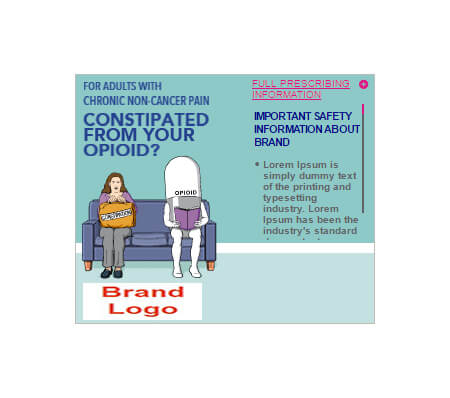 FOR ADULTS WITH
CHRONIC NON-CANCER PAIN
CONSTIPATED
FROM YOUR
OPIOID?
OPIOID
CONSTIPATION
Brand
Logo
FULL PRESCRIBING
INFORMATION
IMPORTANT SAFETY
INFORMATION ABOUT
BRAND
• Lorem Ipsum is
simply dummy text
of the printing and
typesetting
industry. Lorem
Ipsum has been the
industry's standard